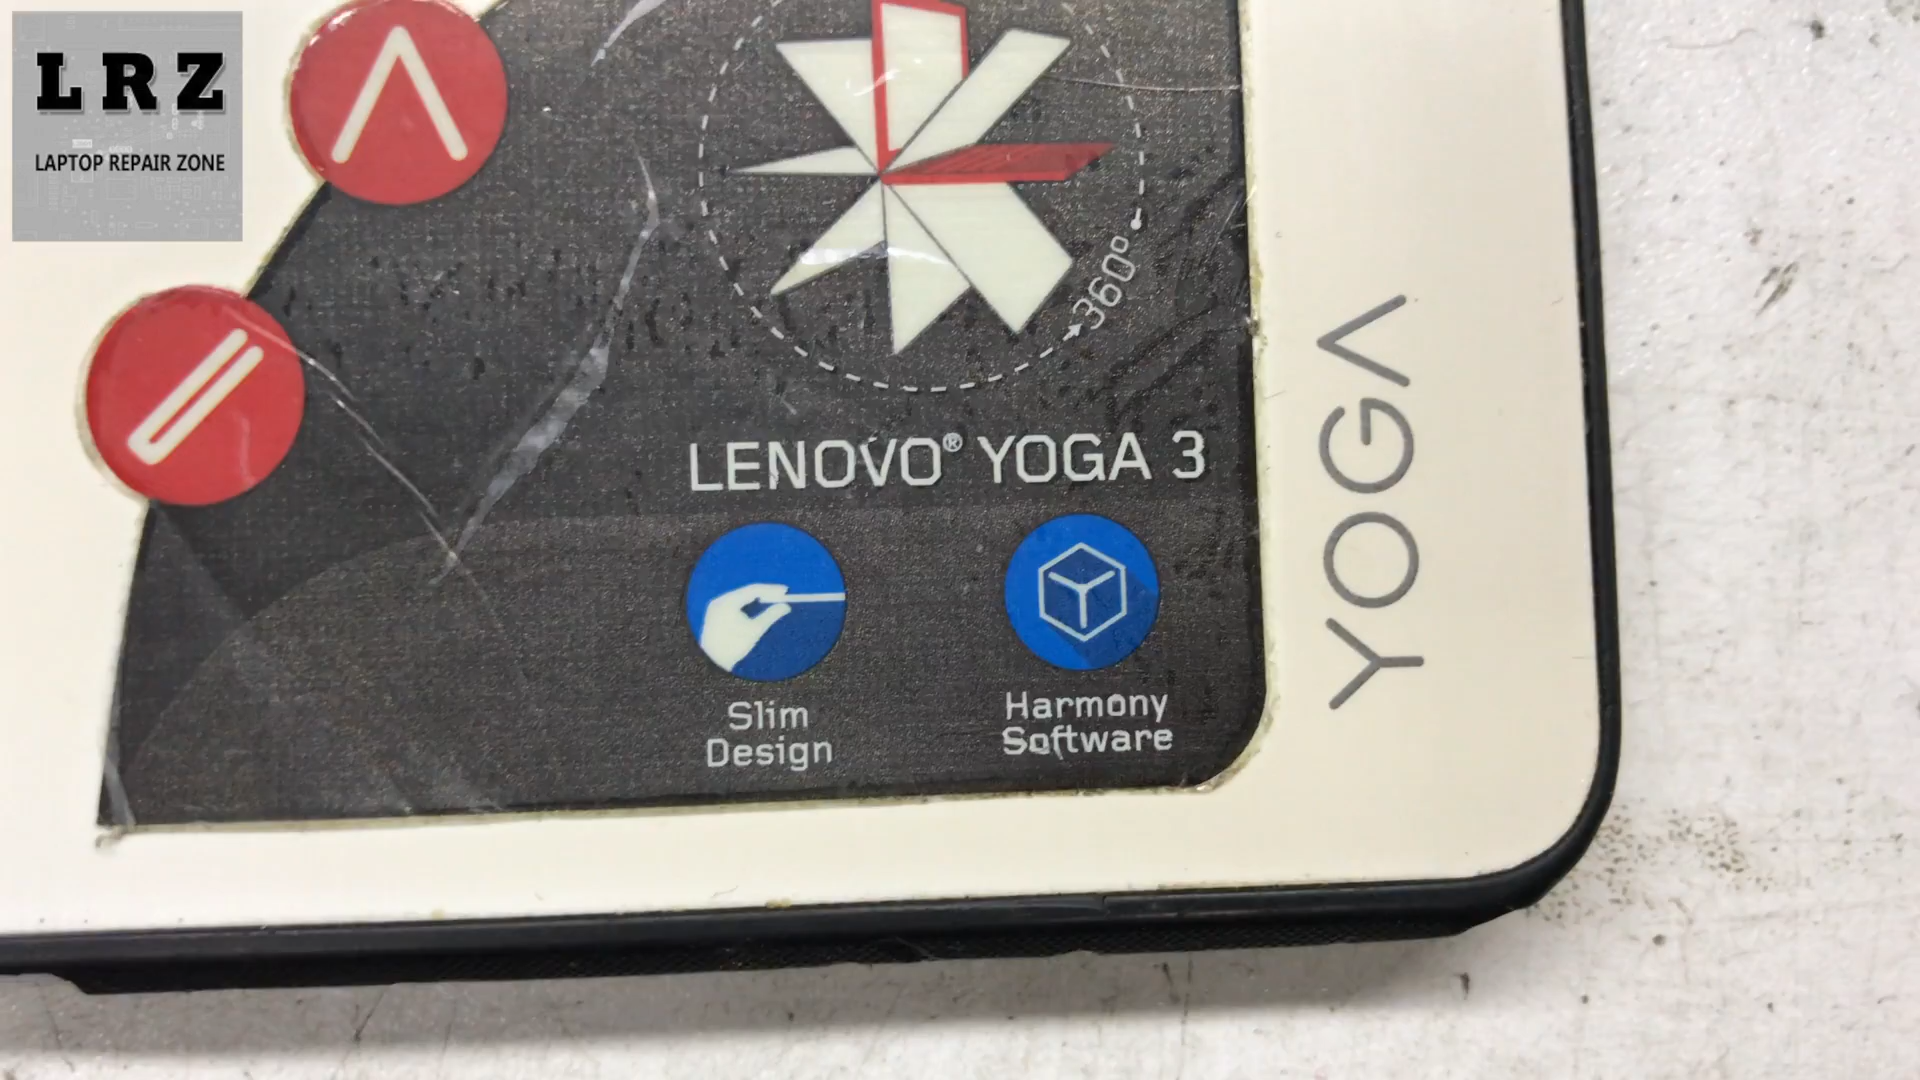 LRZ
LAPTOP REPAIR ZONE
360°
LENOVO® YOGA 3
Slim
Design
Harmony
Software
YOGA